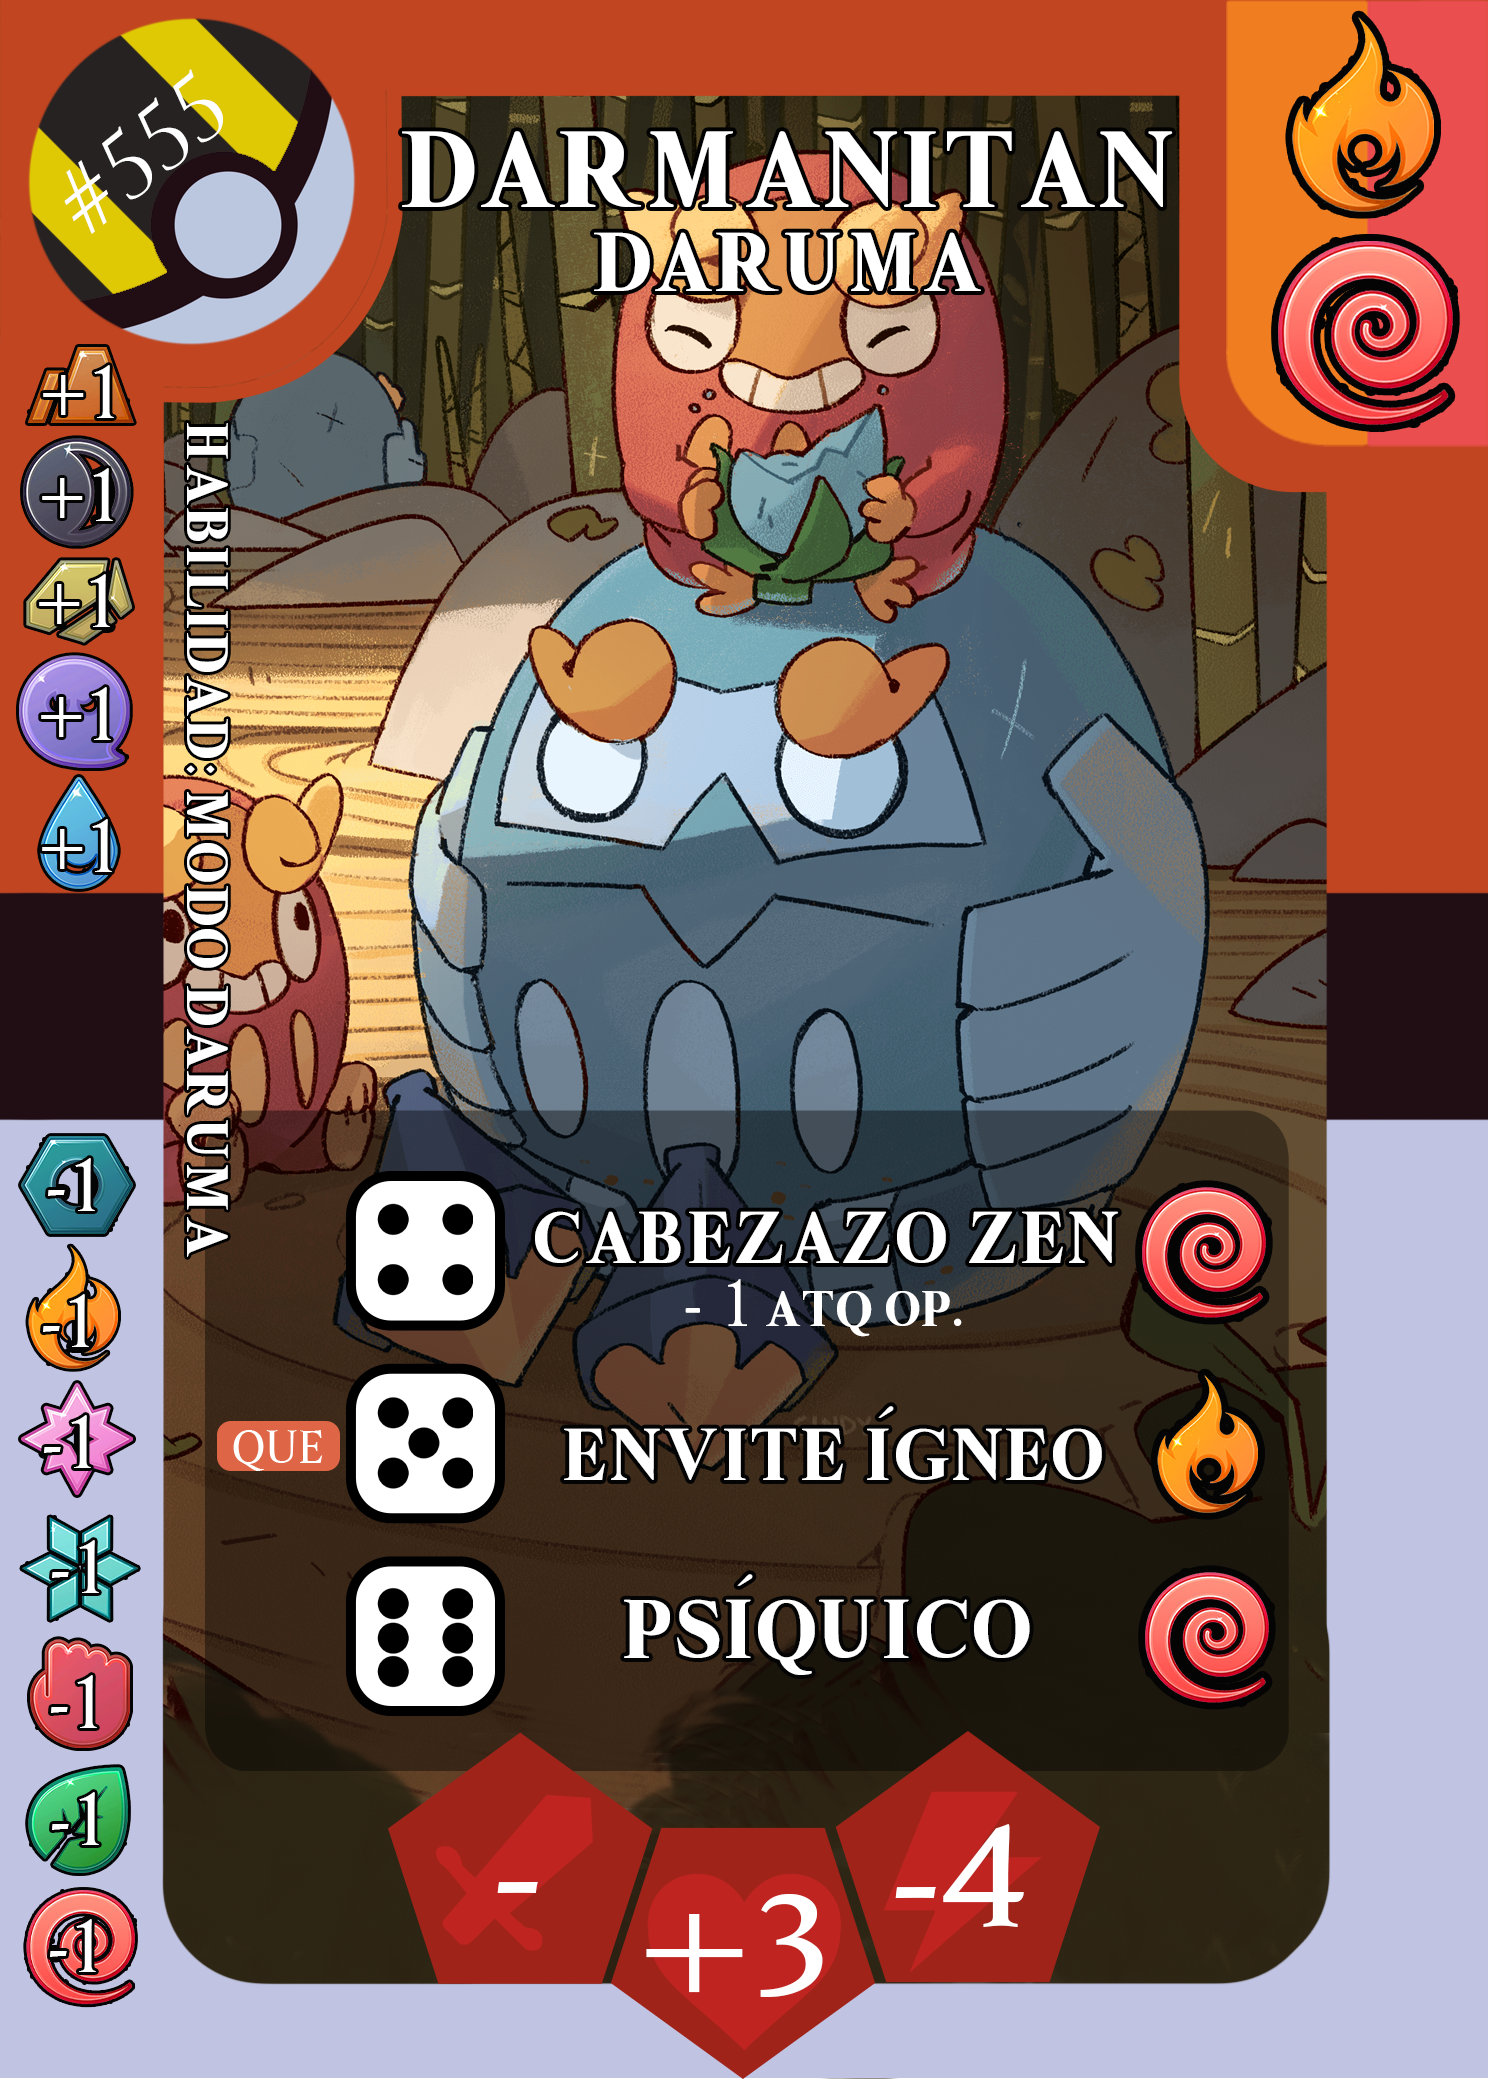 #555
DARMANITAN
DARUMA
+1
+1
+1
+1
+1
HABILIDAD: MODO DARUMA
-1
-1
-1
-1
-1
-1
-1
CABEZAZO ZEN
- 1 ATQ OP.
QUE
ENVITE ÍGNEO
PSÍQUICO
-
+3
-4